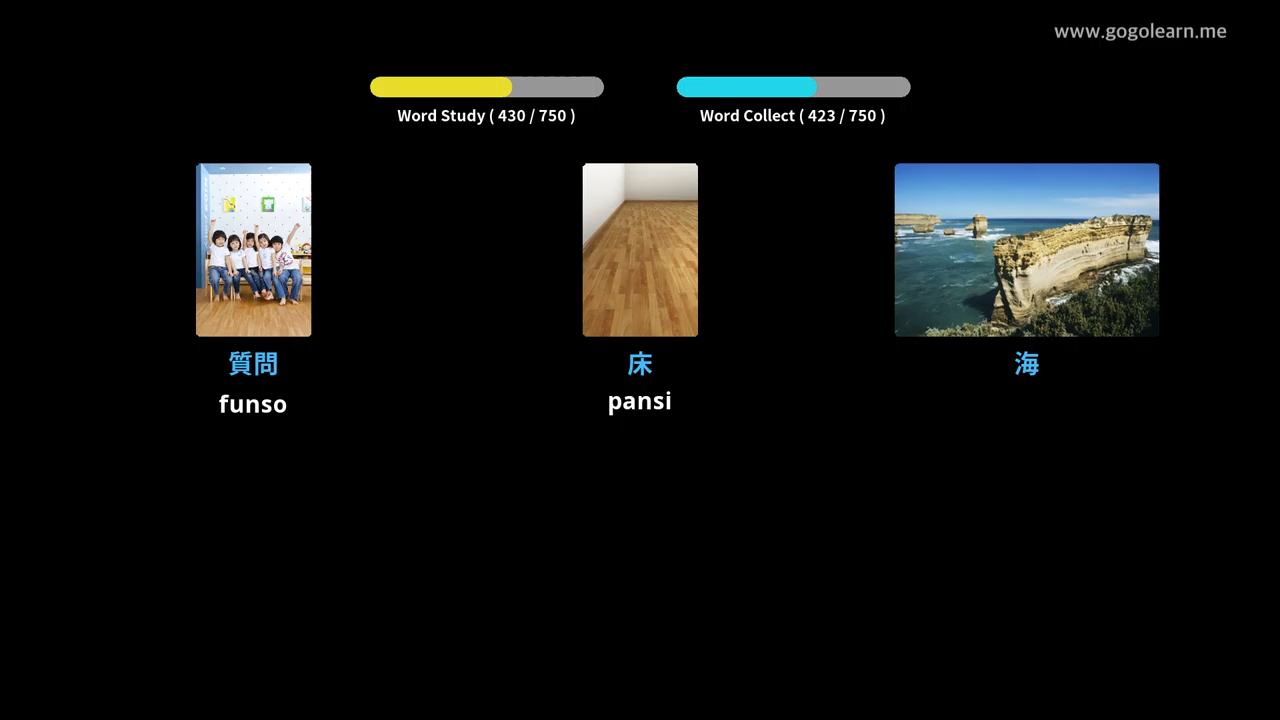 www.gogolearn.me
Word Study ( 430 / 750 )
Word Collect ( 423 / 750 )
質問
funso
床
pansi
海